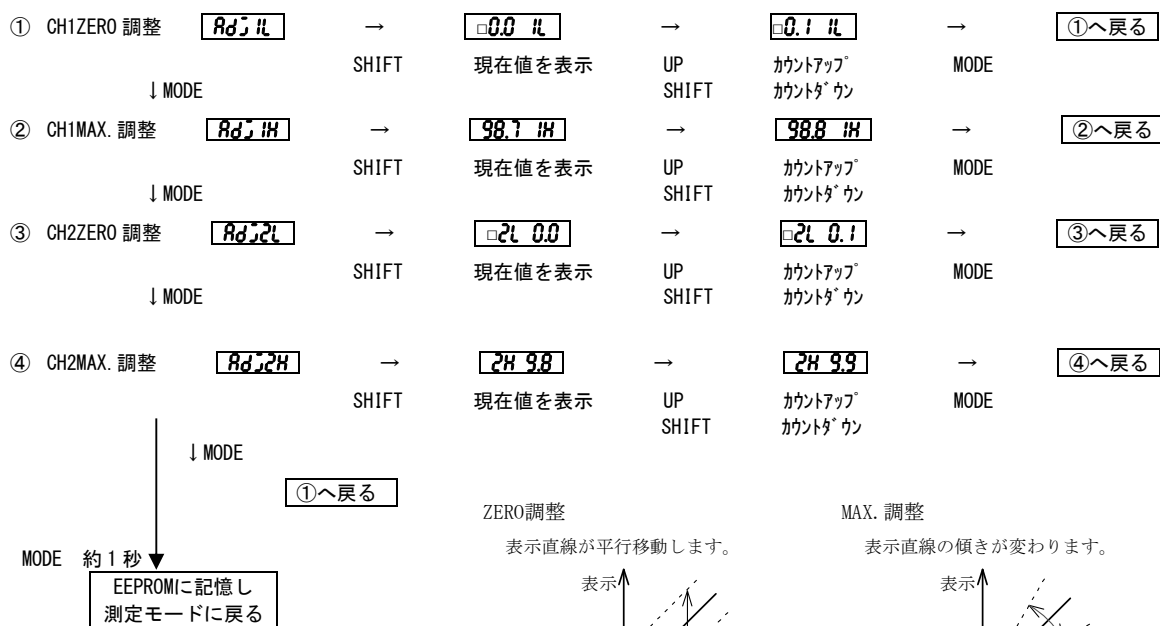 ① CH1ZERO 調整 Adj1L → □0.0 1L → □0.1 1L → ①へ戻る
SHIFT 現在値を表示 UP ｶｳﾝﾄｱｯﾌﾟ MODE
↓MODE SHIFT ｶｳﾝﾄﾀﾞｳﾝ
② CH1MAX. 調整 Adj1H → 98.7 1H → 98.8 1H → ②へ戻る
SHIFT 現在値を表示 UP ｶｳﾝﾄｱｯﾌﾟ MODE
↓MODE SHIFT ｶｳﾝﾄﾀﾞｳﾝ
③ CH2ZERO 調整 Adj2L → □2L 0.0 → □2L 0.1 → ③へ戻る
SHIFT 現在値を表示 UP ｶｳﾝﾄｱｯﾌﾟ MODE
↓MODE SHIFT ｶｳﾝﾄﾀﾞｳﾝ
④ CH2MAX. 調整 Adj2H → 2H 9.8 → 2H 9.9 → ④へ戻る
SHIFT 現在値を表示 UP ｶｳﾝﾄｱｯﾌﾟ MODE
SHIFT ｶｳﾝﾄﾀﾞｳﾝ
↓MODE
①へ戻る
ZERO調整 MAX. 調整
MODE 約1秒 表示直線が平行移動します。 表示直線の傾きが変わります。
EEPROMに記憶し 表示 表示
測定モードに戻る